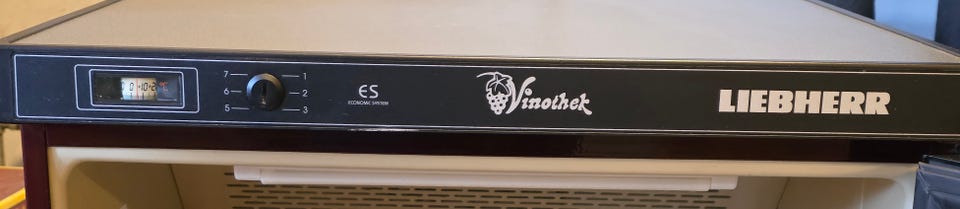 7 1
6 2
5 3
ES
ECONOMIC SYSTEM
Vinothek
LIEBHERR